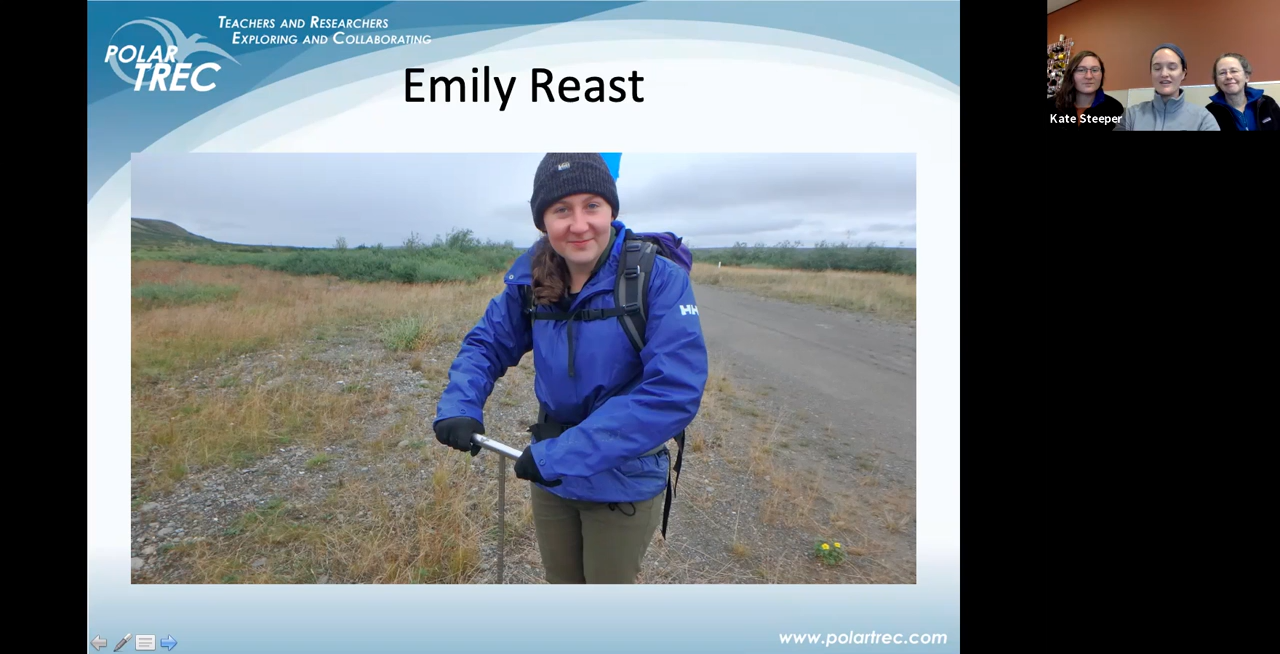 TEACHERS AND RESEARCHERS
EXPLORING AND COLLABORATING
POLAR
TREC
Emily Reast
HH
Kate Steeper
www.polartrec.com